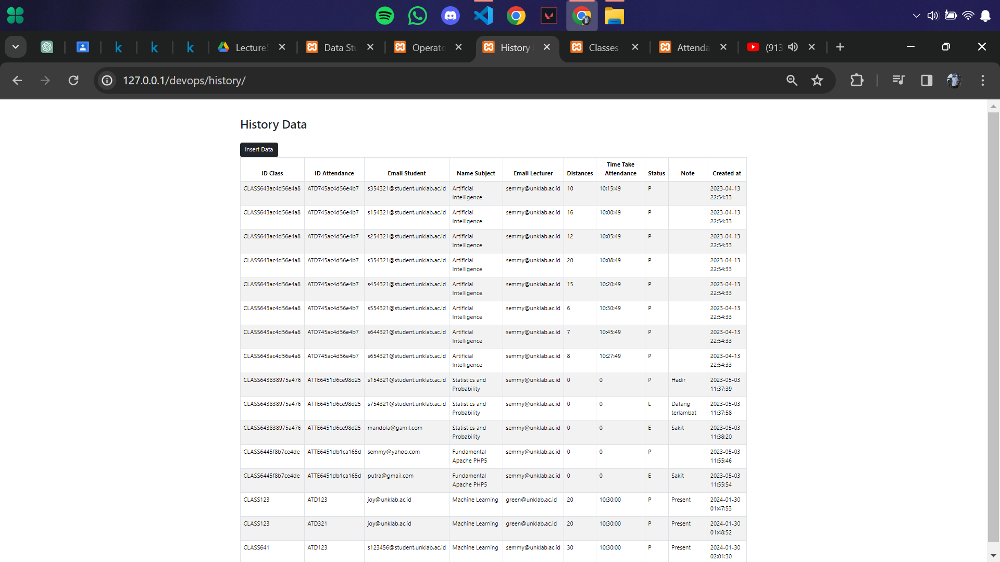 Lecture
Data Stu
Operato
History
Classes
Attenda
(913
127.0.0.1/devops/history/
History Data
Insert Data
ID Class ID Attendance Email Student Name Subject Email Lecturer Distances Time Take Attendance Status Note Created at
CLASS643ac4d56e4a8 ATD745ac4d56e4b7 s354321@student.unklab.ac.id Artificial semmy@unklab.ac.id 10 10:15:49 P 2023-04-13
Intelligence 22:54:33
CLASS643ac4d56e4a8 ATD745ac4d56e4b7 s154321@student.unklab.ac.id Artificial semmy@unklab.ac.id 16 10:00:49 P 2023-04-13
Intelligence 22:54:33
CLASS643ac4d56e4a8 ATD745ac4d56e4b7 s254321@student.unklab.ac.id Artificial semmy@unklab.ac.id 12 10:05:49 P 2023-04-13
Intelligence 22:54:33
CLASS643ac4d56e4a8 ATD745ac4d56e4b7 s354321@student.unklab.ac.id Artificial semmy@unklab.ac.id 20 10:08:49 P 2023-04-13
Intelligence 22:54:33
CLASS643ac4d56e4a8 ATD745ac4d56e4b7 s454321@student.unklab.ac.id Artificial semmy@unklab.ac.id 15 10:20:49 P 2023-04-13
Intelligence 22:54:33
CLASS643ac4d56e4a8 ATD745ac4d56e4b7 s554321@student.unklab.ac.id Artificial semmy@unklab.ac.id 6 10:30:49 P 2023-04-13
Intelligence 22:54:33
CLASS643ac4d56e4a8 ATD745ac4d56e4b7 s644321@student.unklab.ac.id Artificial semmy@unklab.ac.id 7 10:45:49 P 2023-04-13
Intelligence 22:54:33
CLASS643ac4d56e4a8 ATD745ac4d56e4b7 s654321@student.unklab.ac.id Artificial semmy@unklab.ac.id 8 10:27:49 P 2023-04-13
Intelligence 22:54:33
CLASS643838975a476 ATTE6451d6ce98d25 s154321@student.unklab.ac.id Statistics and semmy@unklab.ac.id 0 0 P Hadir 2023-05-03
Probability 11:37:39
CLASS643838975a476 ATTE6451d6ce98d25 s754321@student.unklab.ac.id Statistics and semmy@unklab.ac.id 0 0 L Datang 2023-05-03
Probability terlambat 11:37:58
CLASS643838975a476 ATTE6451d6ce98d25 mandola@gamil.com Statistics and semmy@unklab.ac.id 0 0 E Sakit 2023-05-03
Probability 11:38:20
CLASS6445f8b7ce4de ATTE6451db1ca165d semmy@yahoo.com Fundamental semmy@unklab.ac.id 0 0 P 2023-05-03
Apache PHP5 11:55:46
CLASS6445f8b7ce4de ATTE6451db1ca165d putra@gmail.com Fundamental semmy@unklab.ac.id 0 0 E Sakit 2023-05-03
Apache PHP5 11:55:54
CLASS123 ATD123 joy@unklab.ac.id Machine Learning green@unklab.ac.id 20 10:30:00 P Present 2024-01-30
01:47:53
CLASS123 ATD321 joy@unklab.ac.id Machine Learning green@unklab.ac.id 20 10:30:00 P Present 2024-01-30
01:48:52
CLASS641 ATD123 s123456@student.unklab.ac.id Machine Learning semmy@unklab.ac.id 30 10:30:00 P Present 2024-01-30
02:01:30